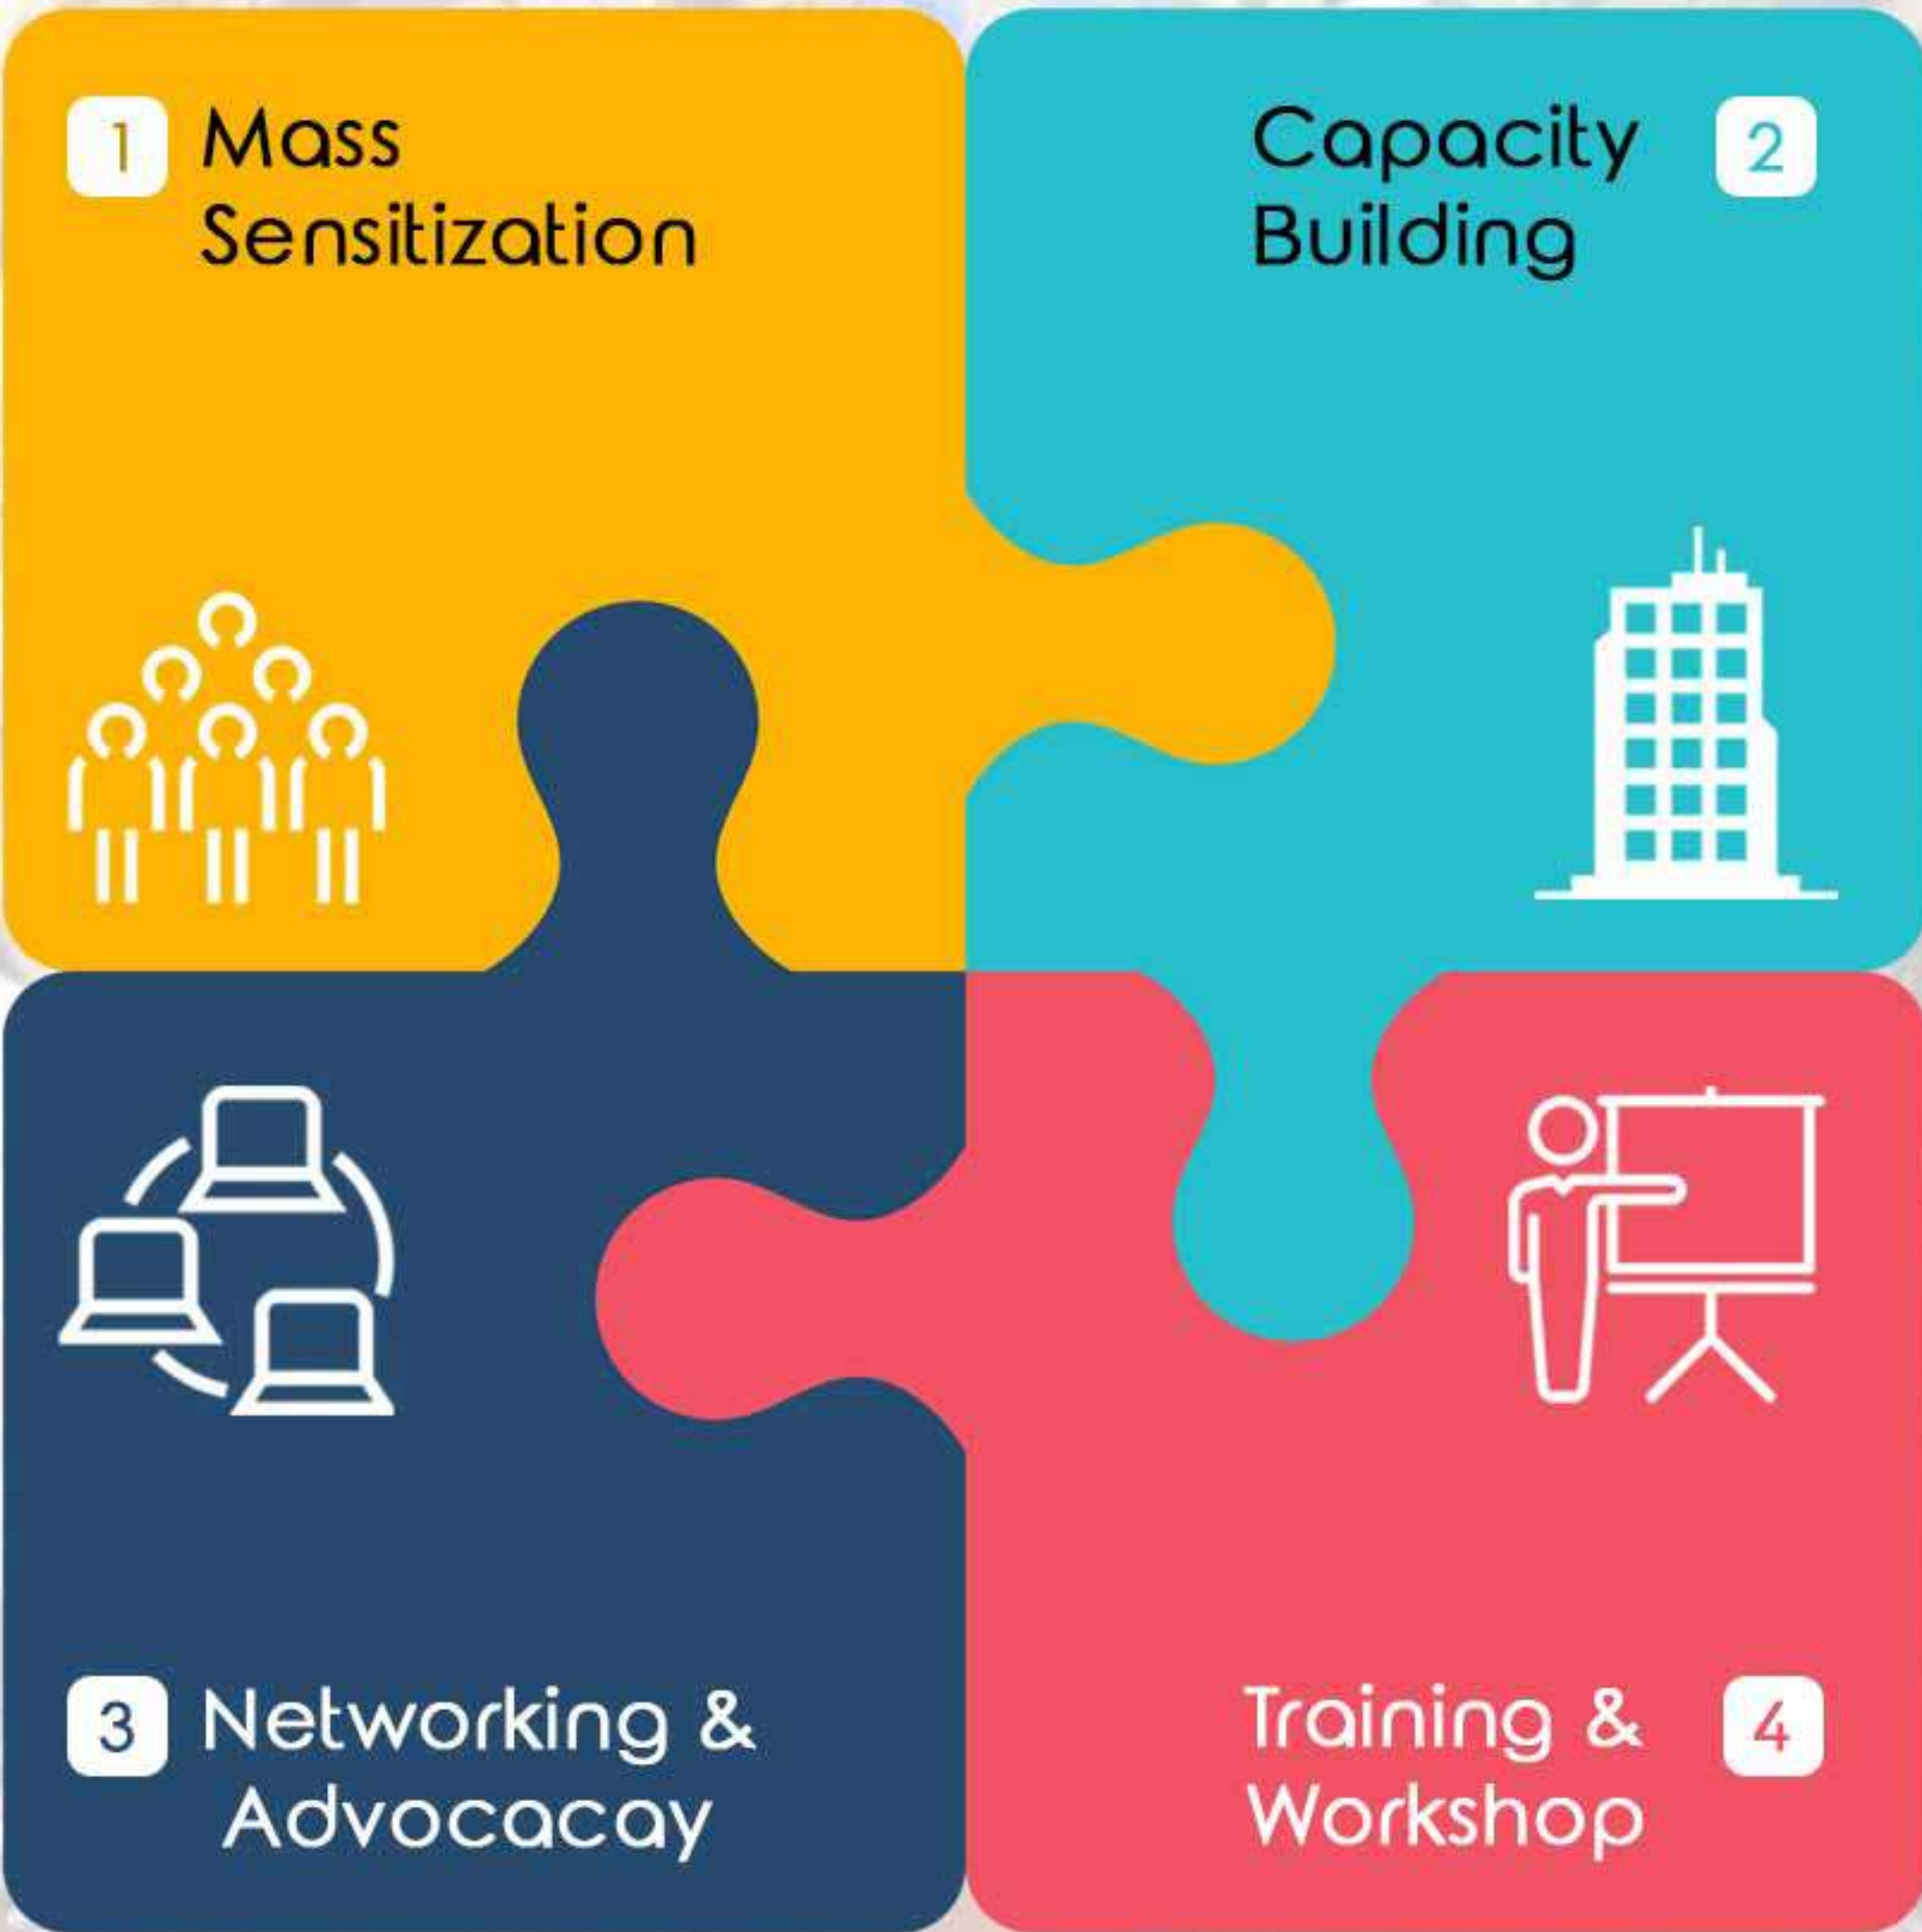 1 Mass
Sensitization
Capacity 2
Building
3 Networking &
Advocacay
Training & 4
Workshop